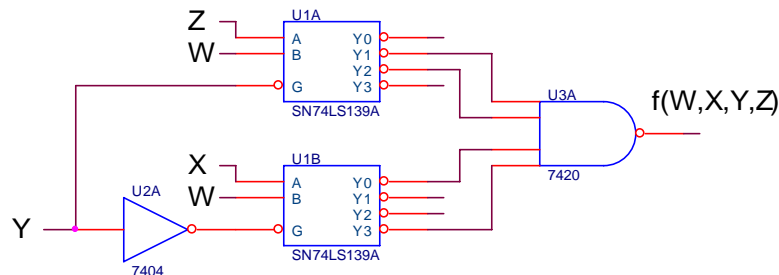 U1A
Z
W
A
B
G
Y0
Y1
Y2
Y3
SN74LS139A
U3A
f(W,X,Y,Z)
7420
U1B
X
W
A
B
G
Y0
Y1
Y2
Y3
SN74LS139A
Y
U2A
7404